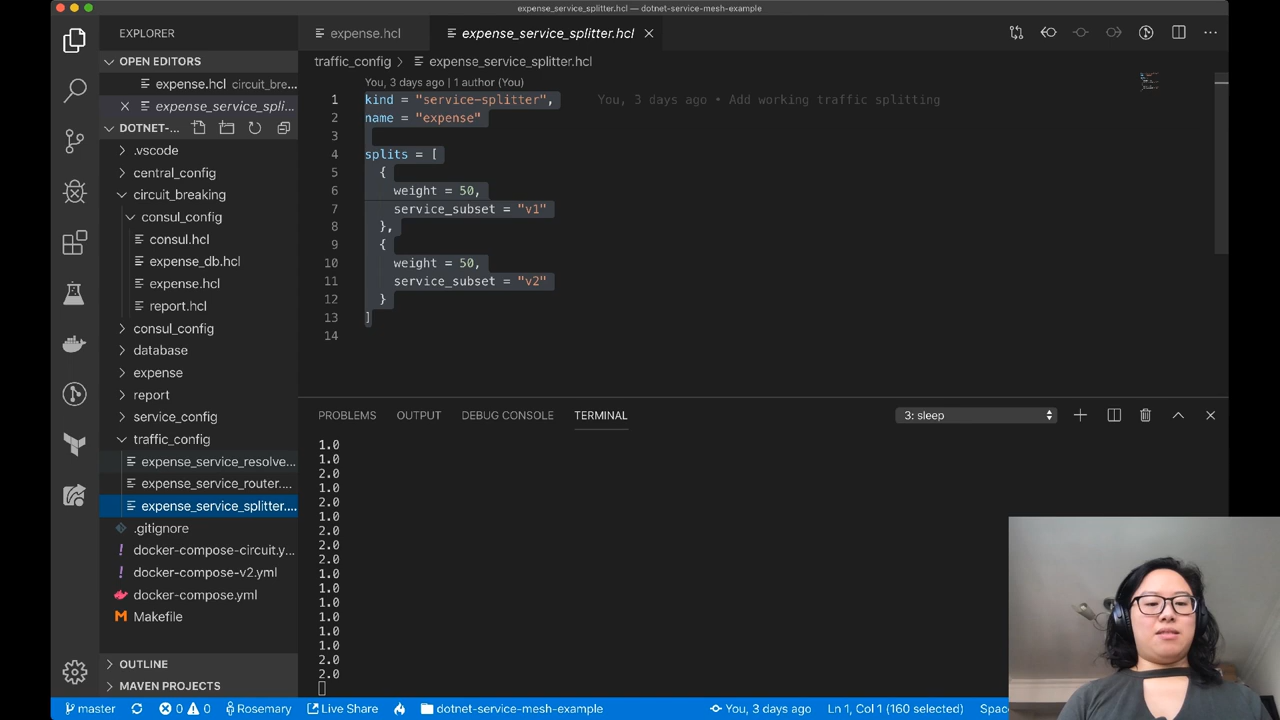 expense_service_splitter.hcl — dotnet-service-mesh-example
EXPLORER
OPEN EDITORS
expense.hcl circuit_brea...
expense_service_spli...
DOTNET-...
.vscode
central_config
circuit_breaking
consul_config
consul.hcl
expense_db.hcl
expense.hcl
report.hcl
consul_config
database
expense
report
service_config
traffic_config
expense_service_resolve...
expense_service_router....
expense_service_splitter....
.gitignore
docker-compose-circuit.y...
docker-compose-v2.yml
docker-compose.yml
Makefile
OUTLINE
MAVEN PROJECTS
expense.hcl
expense_service_splitter.hcl
traffic_config > expense_service_splitter.hcl
You, 3 days ago | 1 author (You)
1 kind = "service-splitter", You, 3 days ago • Add working traffic splitting
2 name = "expense"
3
4 splits = [
5 {
6 weight = 50,
7 service_subset = "v1"
8 },
9 {
10 weight = 50,
11 service_subset = "v2"
12 }
13 ]
14
PROBLEMS OUTPUT DEBUG CONSOLE TERMINAL 3: sleep
1.0
1.0
2.0
1.0
2.0
1.0
2.0
2.0
2.0
1.0
1.0
1.0
1.0
1.0
1.0
2.0
2.0
master 0 0 Rosemary Live Share dotnet-service-mesh-example You, 3 days ago Ln 1, Col 1 (160 selected) Spac